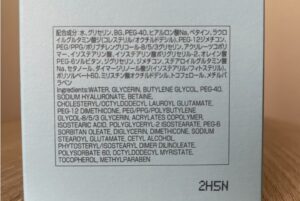 配合成分:水、グリセリン、BG、PEG-40、ヒアルロン酸Na、ベタイン、ラウロ
イルグルタミン酸ジ(コレステリル/オクチルドデシル)、PEG-12ジメチコン、
PEG/PPG/ポリブチレングリコール-8/5/3グリセリン、アクリレーツコポリ
マー、イソステアリン酸、イソステアリン酸ポリグリセリル-2、オレイン酸
ジグリセリン、ジメチコン、ステアロイルグルタミン酸
Na、セタノール、ダイマージリノール酸ジ(イソステアリル/フィトステリル)、
ポリソルベート60、ミリスチン酸オクチルドデシル、トコフェロール、メチルパ
ラベン
Ingredients:WATER, GLYCERIN, BUTYLENE GLYCOL, PEG-40,
SODIUM HYALURONATE, BETAINE,
CHOLESTERYL/OCTYLDODECYL LAUROYL GLUTAMATE,
PEG-12 DIMETHICONE, PEG/PPG/POLYBUTYLENE
GLYCOL-8/5/3 GLYCERIN, ACRYLATES COPOLYMER,
ISOSTEARIC ACID, POLYGLYCERYL-2 ISOSTEARATE, PEG-6
SORBITAN OLEATE, DIGLYCERIN, DIMETHICONE, SODIUM
STEAROYL GLUTAMATE, CETYL ALCOHOL,
PHYTOSTERYL/ISOSTEARYL DIMER DILINOLEATE,
POLYSORBATE 60, OCTYLDODECYL MYRISTATE,
TOCOPHEROL, METHYLPARABEN
2H5N